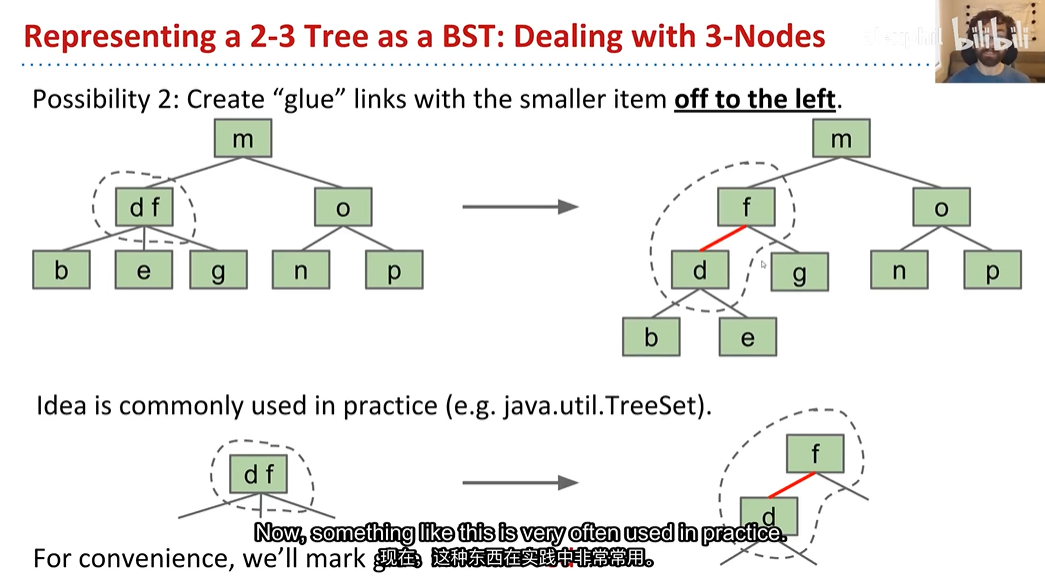 Representing a 2-3 Tree as a BST: Dealing with 3-Nodes
bilibili
Possibility 2: Create “glue” links with the smaller item off to the left.
m
m
d f
o
f
o
b
e
g
n
p
d
g
n
p
b
e
Idea is commonly used in practice (e.g. java.util.TreeSet).
d f
f
d
Now, something like this is very often used in practice.
For convenience, we’ll mark
现在，这种东西在实践中非常常用。